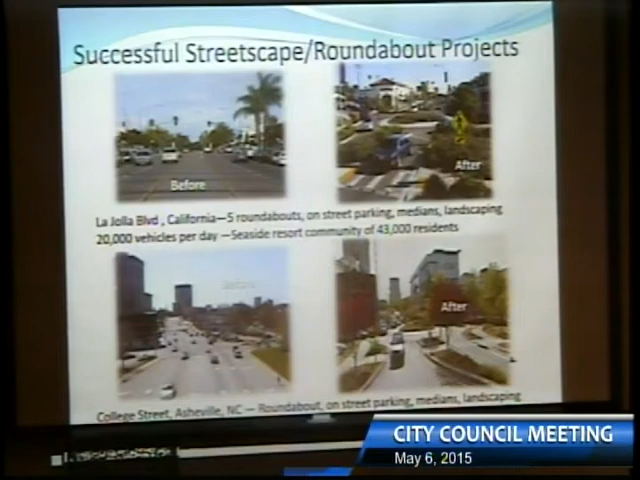 Successful Streetscape/Roundabout Projects
Before
After
La Jolla Blvd , California—5 roundabouts, on street parking, medians, landscaping
20,000 vehicles per day —Seaside resort community of 43,000 residents
Before
After
College Street, Asheville, NC — Roundabout, on street parking, medians, landscaping
CITY COUNCIL MEETING
May 6, 2015